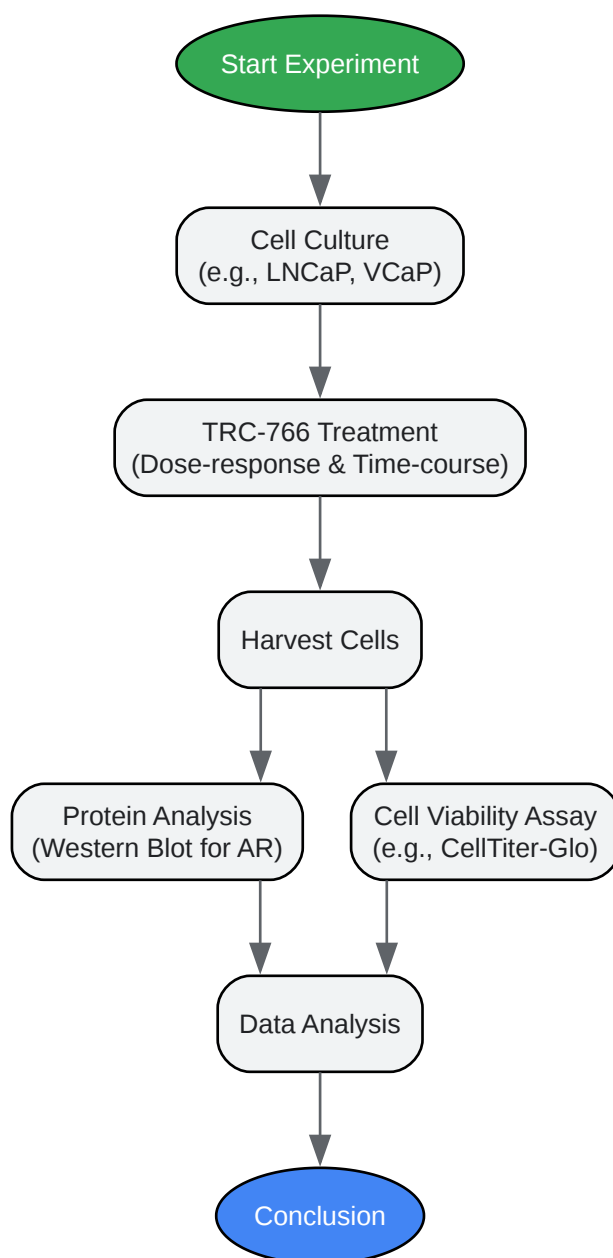 Start Experiment
Cell Culture
(e.g., LNCaP, VCaP)
TRC-766 Treatment
(Dose-response & Time-course)
Harvest Cells
Protein Analysis
(Western Blot for AR)
Cell Viability Assay
(e.g., CellTiter-Glo)
Data Analysis
Conclusion